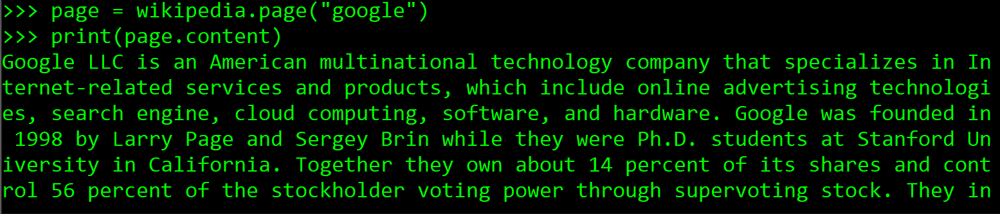 >>> page = wikipedia.page("google")
>>> print(page.content)
Google LLC is an American multinational technology company that specializes in In
ternet-related services and products, which include online advertising technologi
es, search engine, cloud computing, software, and hardware. Google was founded in
 1998 by Larry Page and Sergey Brin while they were Ph.D. students at Stanford Un
iversity in California. Together they own about 14 percent of its shares and cont
rol 56 percent of the stockholder voting power through supervoting stock. They in